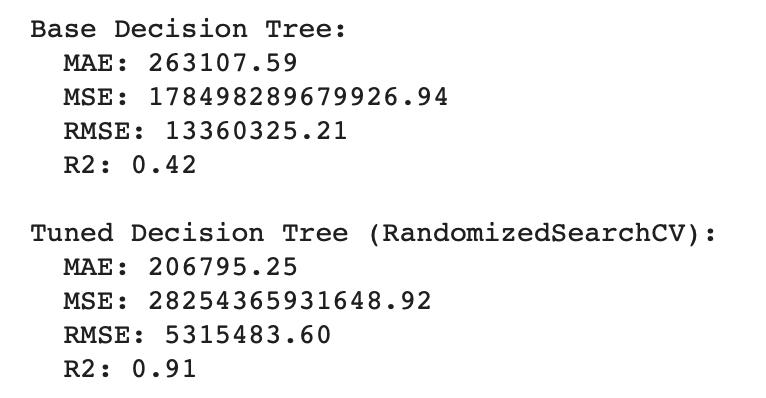 Base Decision Tree:
MAE: 263107.59
MSE: 178498289679926.94
RMSE: 13360325.21
R2: 0.42
Tuned Decision Tree (RandomizedSearchCV):
MAE: 206795.25
MSE: 28254365931648.92
RMSE: 5315483.60
R2: 0.91